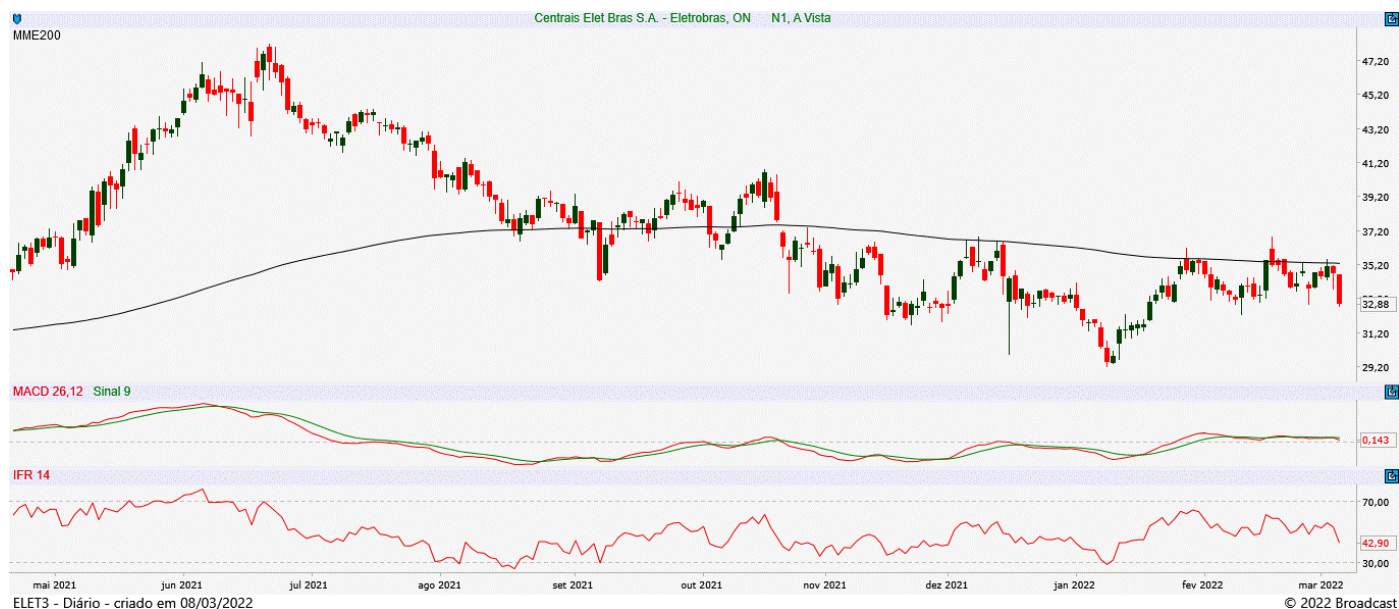 Centrais Elet Bras S.A. - Eletrobras, ON N1, A Vista
MME200
47,20
45,20
43,20
41,20
39,20
37,20
35,20
32,88
31,20
29,20
MACD 26,12 Sinal 9
0,143
IFR 14
70,00
42,90
30,00
mai 2021 jun 2021 jul 2021 ago 2021 set 2021 out 2021 nov 2021 dez 2021 jan 2022 fev 2022 mar 2022
ELET3 - Diário - criado em 08/03/2022 © 2022 Broadcast